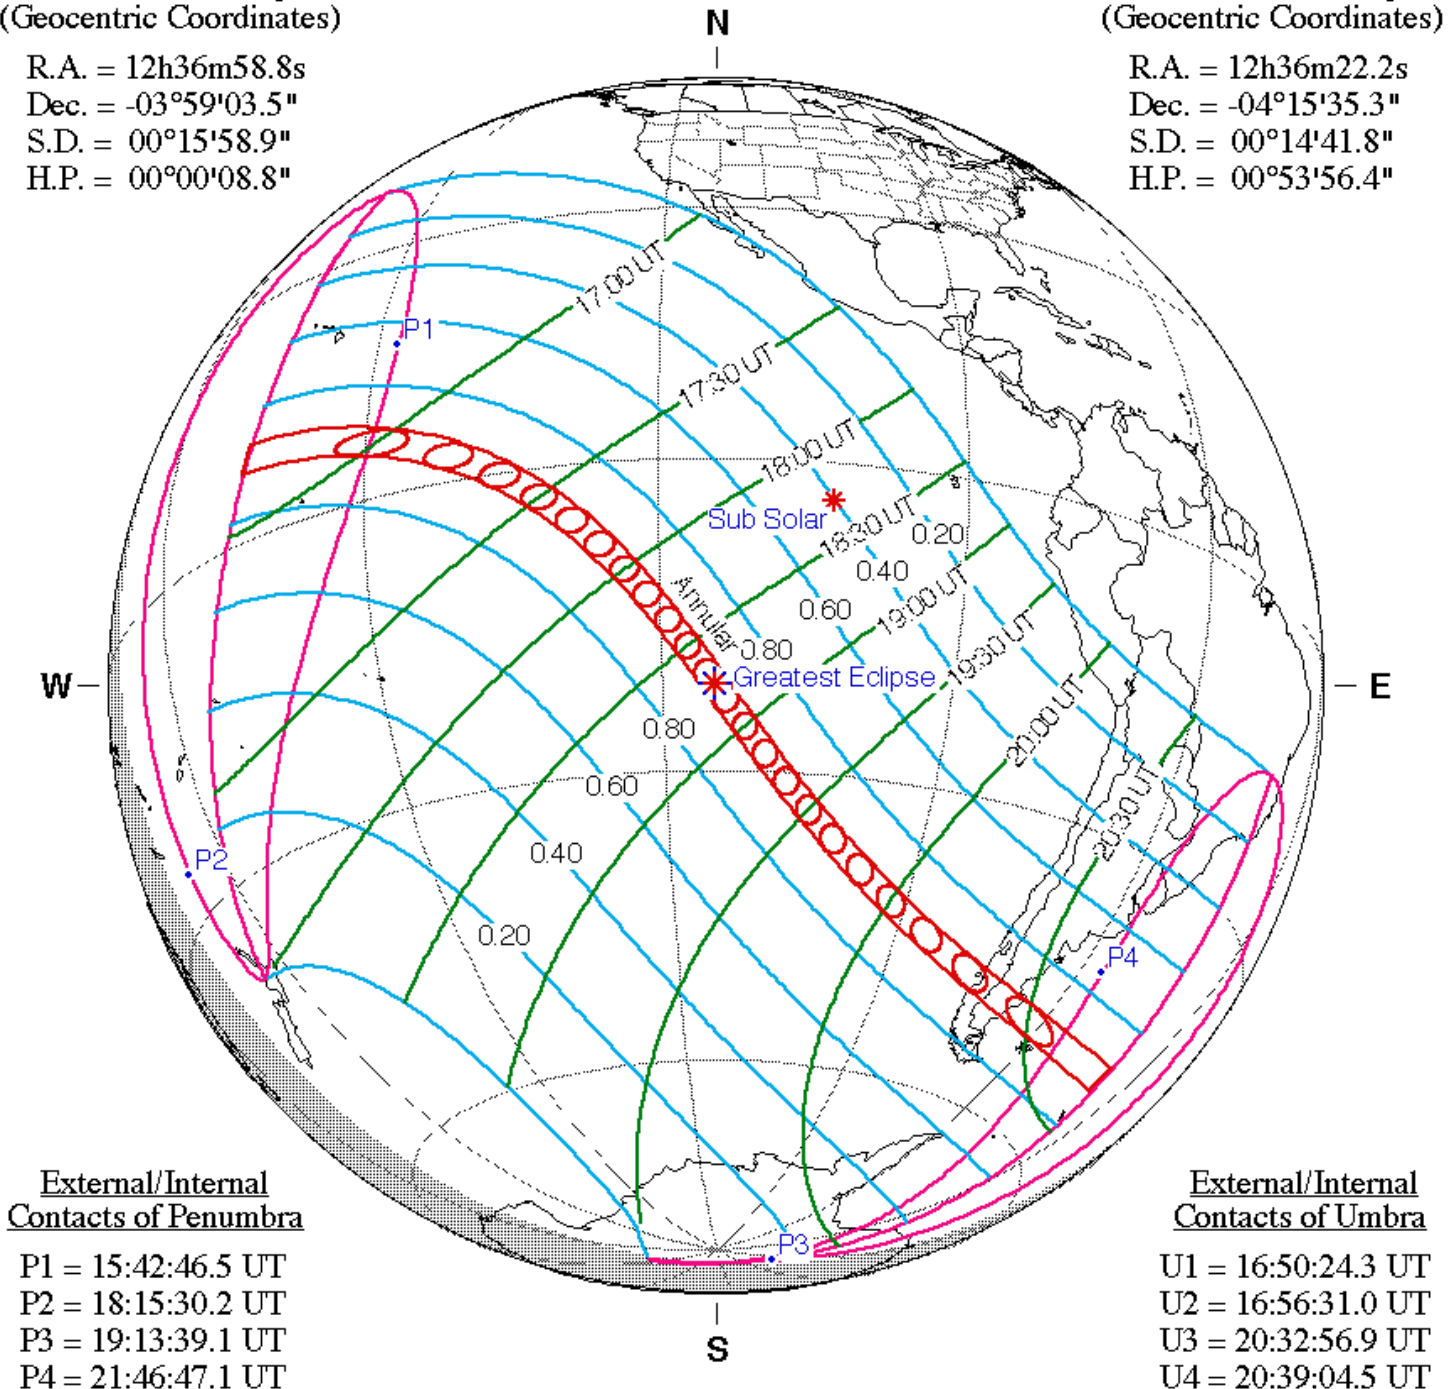 (Geocentric Coordinates)
R.A. = 12h36m58.8s
Dec. = -03°59'03.5"
S.D. = 00°15'58.9"
H.P. = 00°00'08.8"
(Geocentric Coordinates)
R.A. = 12h36m22.2s
Dec. = -04°15'35.3"
S.D. = 00°14'41.8"
H.P. = 00°53'56.4"
N
17:00 UT
P1
17:30 UT
18:00 UT
Sub Solar
18:30 UT
0.20
0.40
Annular
0.60
19:00 UT
0.80
19:30 UT
Greatest Eclipse
W
E
0.80
20:00 UT
0.60
20:30 UT
0.40
P2
0.20
P4
P3
S
External/Internal
Contacts of Penumbra
P1 = 15:42:46.5 UT
P2 = 18:15:30.2 UT
P3 = 19:13:39.1 UT
P4 = 21:46:47.1 UT
External/Internal
Contacts of Umbra
U1 = 16:50:24.3 UT
U2 = 16:56:31.0 UT
U3 = 20:32:56.9 UT
U4 = 20:39:04.5 UT